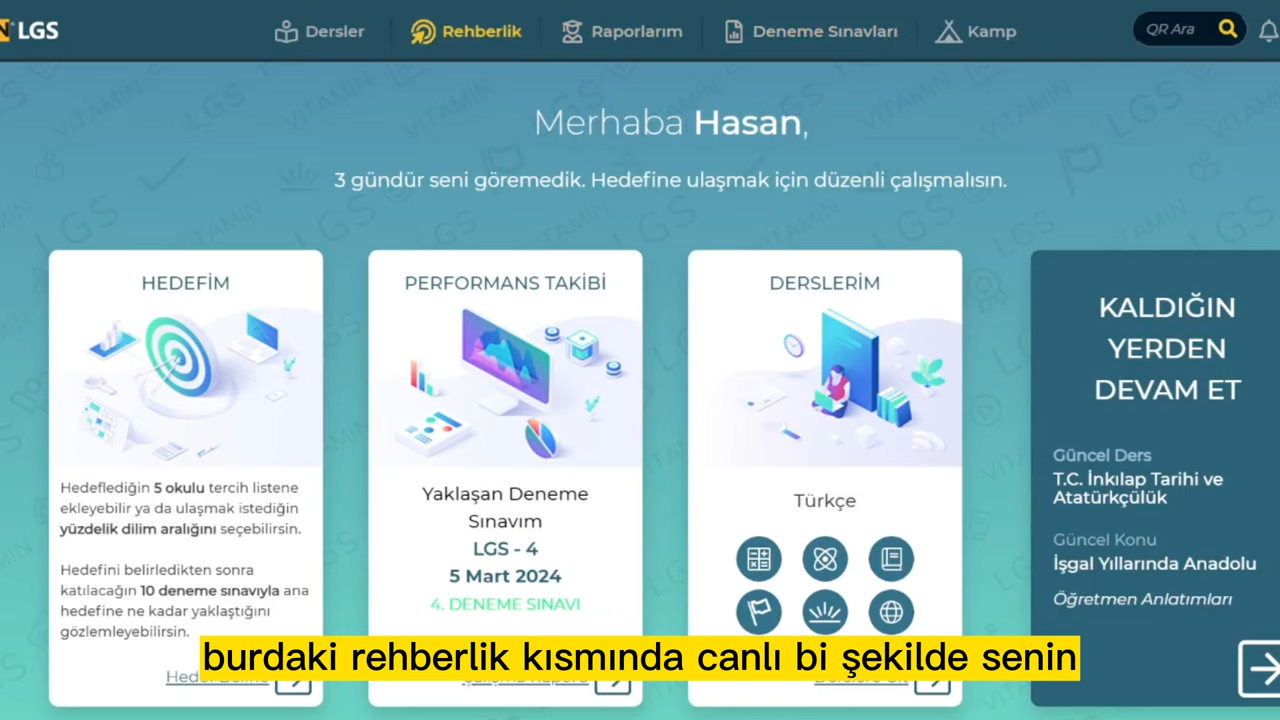 LGS
Dersler
Rehberlik
Raporlarım
Deneme Sınavları
Kamp
QR Ara
Merhaba Hasan,
3 gündür seni göremedik. Hedefine ulaşmak için düzenli çalışmalısın.
HEDEFİM
Hedeflediğin 5 okulu tercih listene
ekleyebilir ya da ulaşmak istediğin
yüzdelik dilim aralığını seçebilirsin.
Hedefini belirledikten sonra
katılacağın 10 deneme sınavıyla ana
hedefine ne kadar yaklaştığını
gözlemleyebilirsin.
PERFORMANS TAKİBİ
Yaklaşan Deneme
Sınavım
LGS - 4
5 Mart 2024
4. DENEME SINAVI
DERSLERİM
Türkçe
KALDIĞIN
YERDEN
DEVAM ET
Güncel Ders
T.C. İnkılap Tarihi ve
Atatürkçülük
Güncel Konu
İşgal Yıllarında Anadolu
Öğretmen Anlatımları
burdaki rehberlik kısmında canlı bi şekilde senin